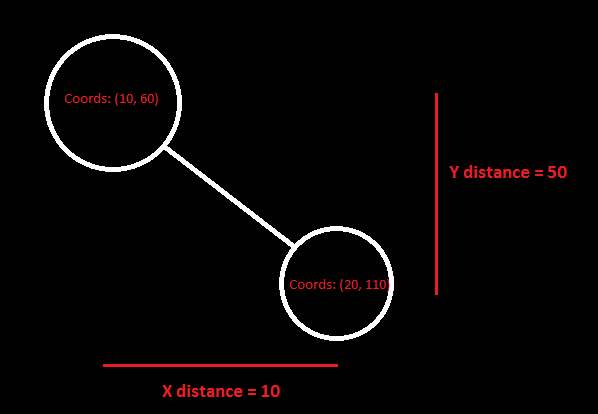 Coords: (10, 60)
Y distance = 50
Coords: (20, 110)
X distance = 10